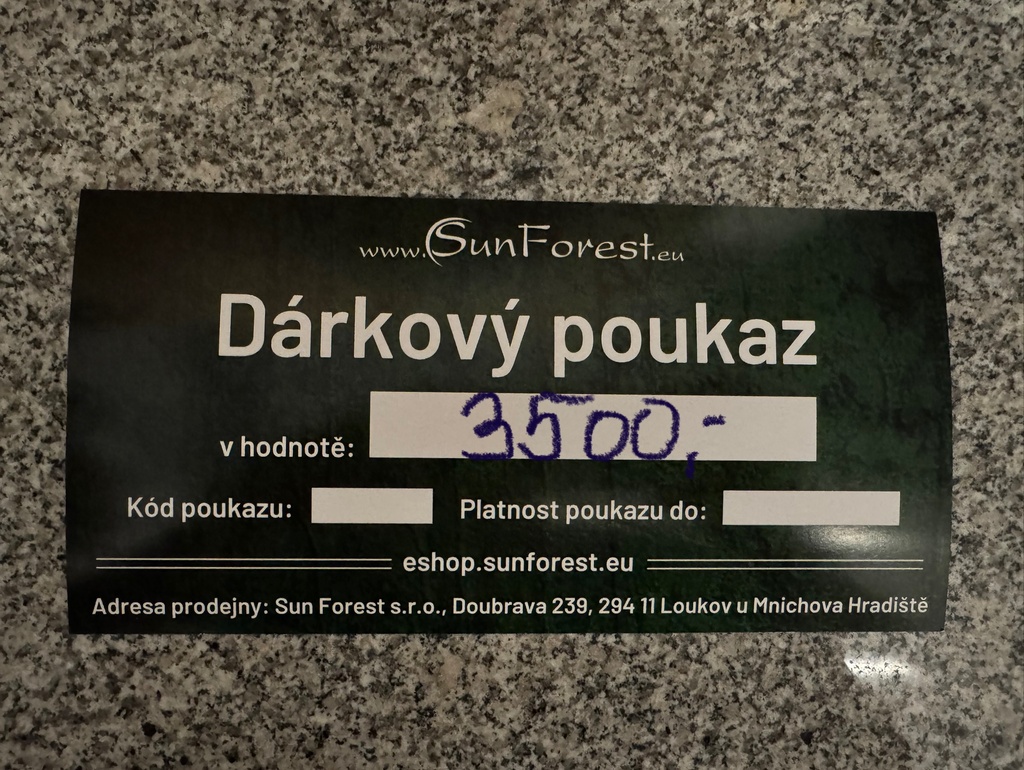 www.SunForest.eu
Dárkový poukaz
v hodnotě: 3500,-
Kód poukazu: Platnost poukazu do:
eshop.sunforest.eu
Adresa prodejny: Sun Forest s.r.o., Doubrava 239, 294 11 Loukov u Mnichova Hradiště